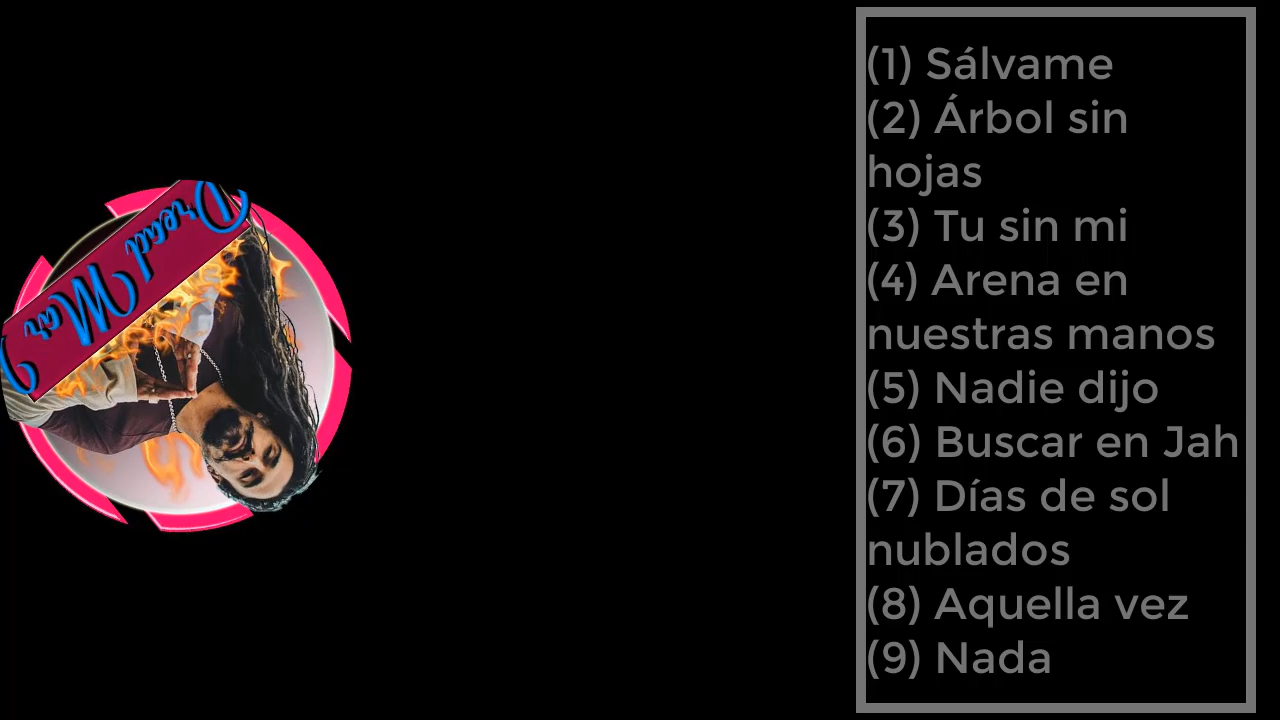 Dread Mar I
(1) Sálvame
(2) Árbol sin
hojas
(3) Tu sin mi
(4) Arena en
nuestras manos
(5) Nadie dijo
(6) Buscar en Jah
(7) Días de sol
nublados
(8) Aquella vez
(9) Nada